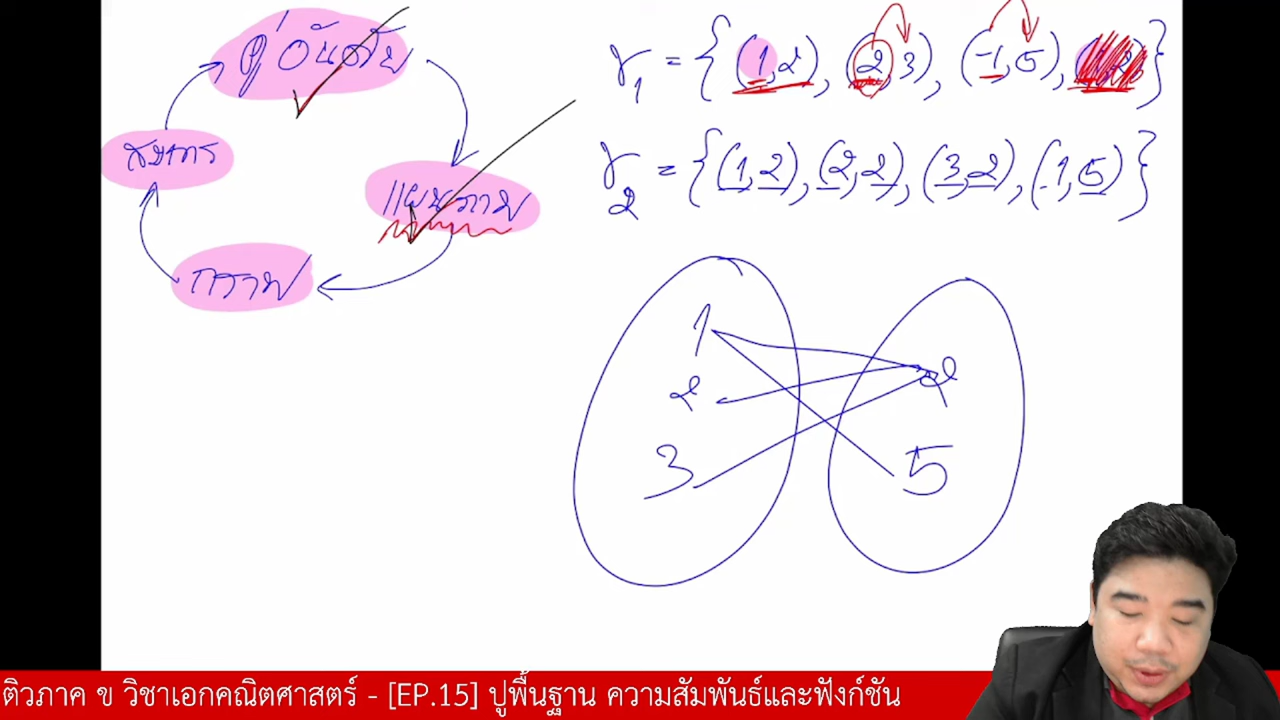 คู่อันดับ
แผนภาพ
กราฟ
สมการ
r₁ = {(1,2), (2,3), (-1,5), }
r₂ = {(1,2), (2,2), (3,2), (1,5)}
1
2
3
2
5
ติวภาค ข วิชาเอกคณิตศาสตร์ - [EP.15] ปูพื้นฐาน ความสัมพันธ์และฟังก์ชัน